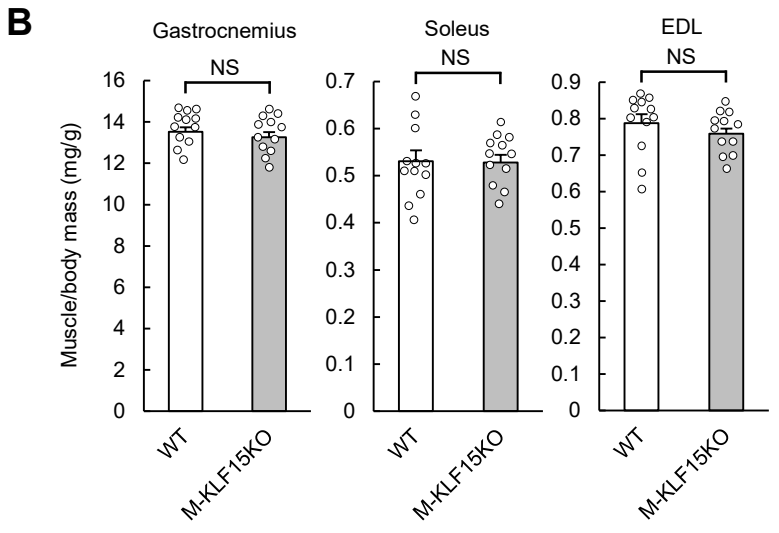 B
Gastrocnemius
NS
Muscle/body mass (mg/g)
16
14
12
10
8
6
4
2
0
WT
M-KLF15KO
Soleus
NS
0.7
0.6
0.5
0.4
0.3
0.2
0.1
0
WT
M-KLF15KO
EDL
NS
0.9
0.8
0.7
0.6
0.5
0.4
0.3
0.2
0.1
0
WT
M-KLF15KO